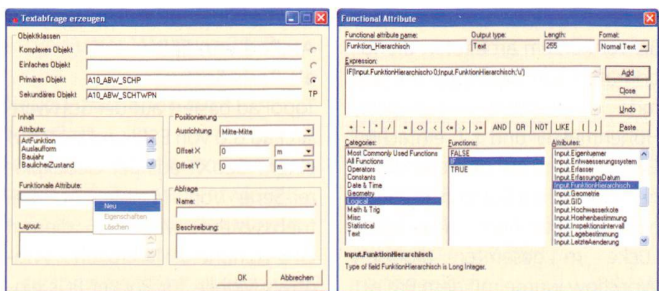 Textabfrage erzeugen
Objektklassen
Komplexes Objekt
Einfaches Objekt
Primäres Objekt A10_ABW_SCHP
Sekundäres Objekt A10_ABW_SCHTWPN TP
Inhalt
Attribute:
ArtFunktion
Auslaufform
Baujahr
BaulicherZustand
Funktionale Attribute:
Neu
Eigenschaften
Löschen
Layout:
Positionierung
Ausrichtung Mitte-Mitte
Offset X 0 m
Offset Y 0 m
Abfrage
Name:
Beschreibung:
OK Abbrechen
Functional Attribute
Functional attribute name: Output type: Length: Format:
Funktion_Hierarchisch Text 255 Normal Text
Expression:
IF(Input.FunktionHierarchisch>0;Input.FunktionHierarchisch;'u')
Add
Close
Undo
Paste
+ - * / = <> < <= > >= AND OR NOT LIKE ( )
Categories:
Most Commonly Used Functions
All Functions
Operators
Constants
Date & Time
Geometry
Logical
Math & Trig
Misc
Statistical
Text
Functions:
FALSE
IF
TRUE
Attributes:
Input.Eigentuemer
Input.Entwaesserungssystem
Input.Erfasser
Input.ErfassungsDatum
Input.FunktionHierarchisch
Input.Geometrie
Input.GID
Input.Hochwasserkote
Input.Hoehenbestimmung
Input.Inspektionsintervall
Input.Lagebestimmung
Input.LetzteAenderung
Input.FunktionHierarchisch
Type of field FunktionHierarchisch is Long Integer.